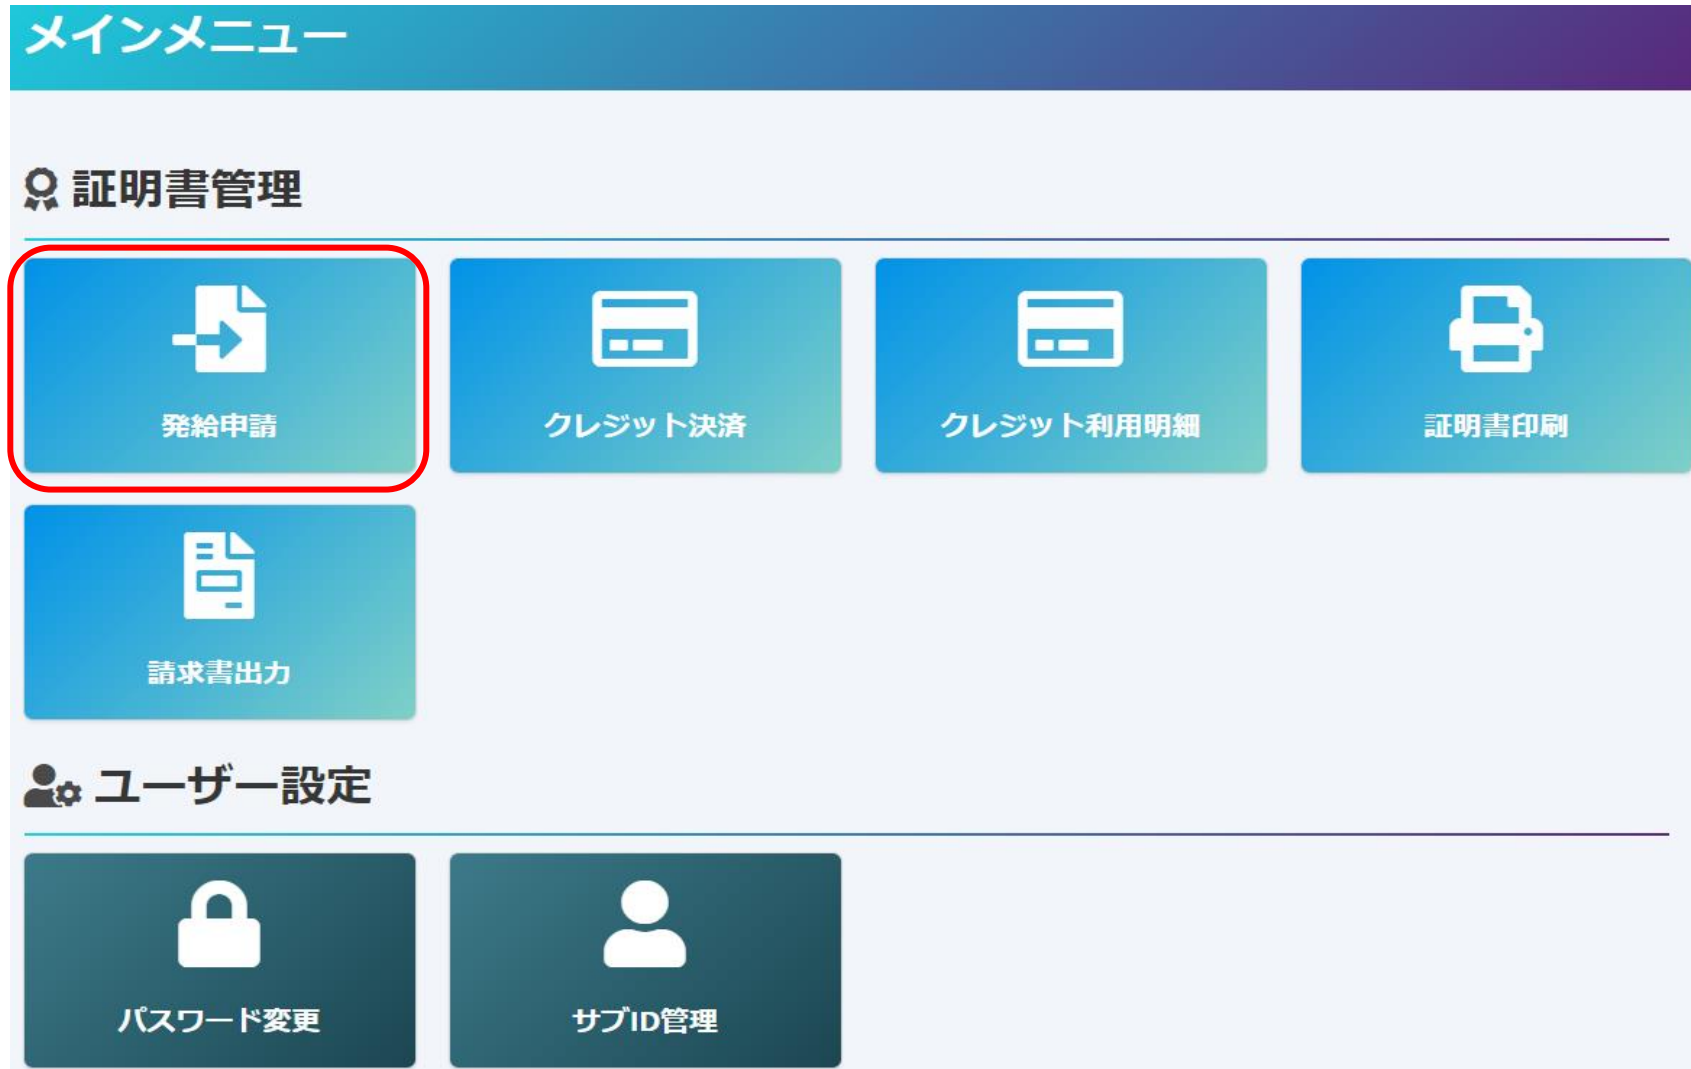 メインメニュー
証明書管理
発給申請
クレジット決済
クレジット利用明細
証明書印刷
請求書出力
ユーザー設定
パスワード変更
サブID管理